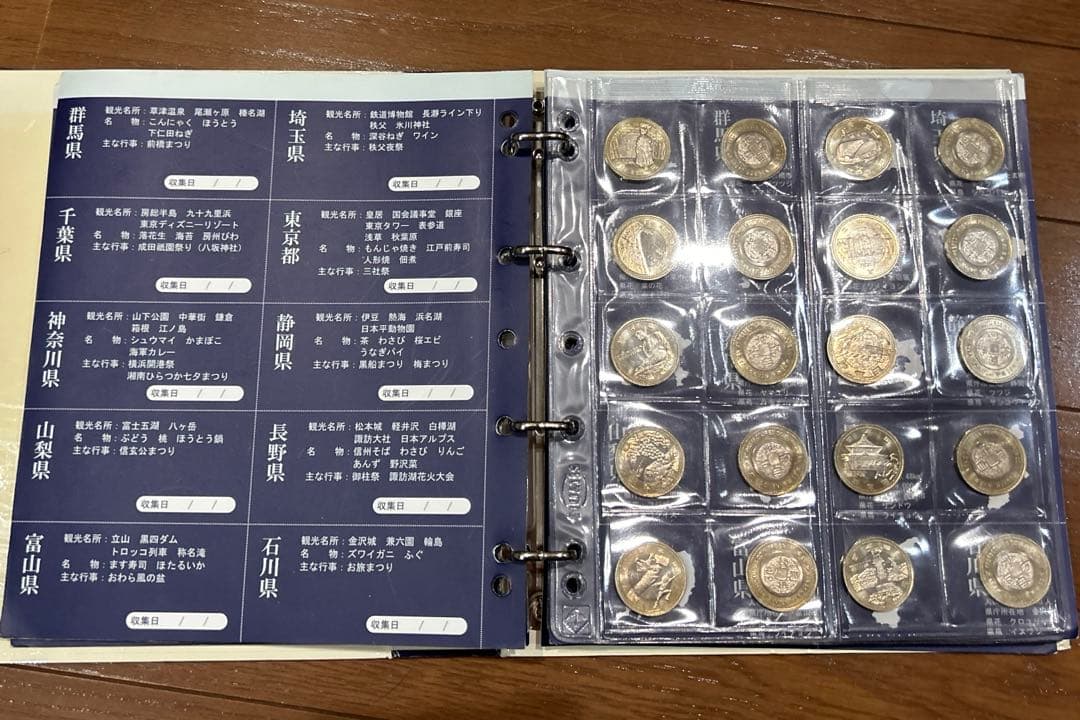 群馬県
観光名所：草津温泉　尾瀬ヶ原　榛名湖
名　　物：こんにゃく　ほうとう
下仁田ねぎ
主な行事：前橋まつり
収集日　/　/
埼玉県
観光名所：鉄道博物館　長瀞ライン下り
秩父　氷川神社
名　　物：深谷ねぎ　ワイン
主な行事：秩父夜祭
収集日　/　/
千葉県
観光名所：房総半島　九十九里浜
東京ディズニーリゾート
名　　物：落花生　海苔　房州びわ
主な行事：成田祇園祭り（八坂神社）
収集日　/　/
東京都
観光名所：皇居　国会議事堂　銀座
東京タワー　表参道
浅草　秋葉原
名　　物：もんじゃ焼き　江戸前寿司
人形焼　佃煮
主な行事：三社祭
収集日　/　/
神奈川県
観光名所：山下公園　中華街　鎌倉
箱根　江ノ島
名　　物：シュウマイ　かまぼこ
海軍カレー
主な行事：横浜開港祭
湘南ひらつか七夕まつり
収集日　/　/
静岡県
観光名所：伊豆　熱海　浜名湖
日本平動物園
名　　物：茶　わさび　桜エビ
うなぎパイ
主な行事：黒船まつり　梅まつり
収集日　/　/
山梨県
観光名所：富士五湖　八ヶ岳
名　　物：ぶどう　桃　ほうとう鍋
主な行事：信玄公まつり
収集日　/　/
長野県
観光名所：松本城　軽井沢　白樺湖
諏訪大社　日本アルプス
名　　物：信州そば　わさび　りんご
あんず　野沢菜
主な行事：御柱祭　諏訪湖花火大会
収集日　/　/
富山県
観光名所：立山　黒四ダム
トロッコ列車　称名滝
名　　物：ます寿司　ほたるいか
主な行事：おわら風の盆
収集日　/　/
石川県
観光名所：金沢城　兼六園　輪島
名　　物：ズワイガニ　ふぐ
主な行事：お旅まつり
収集日　/　/
群馬
埼
県花　菜の花
県庁所在地　金
県花　クロユリ